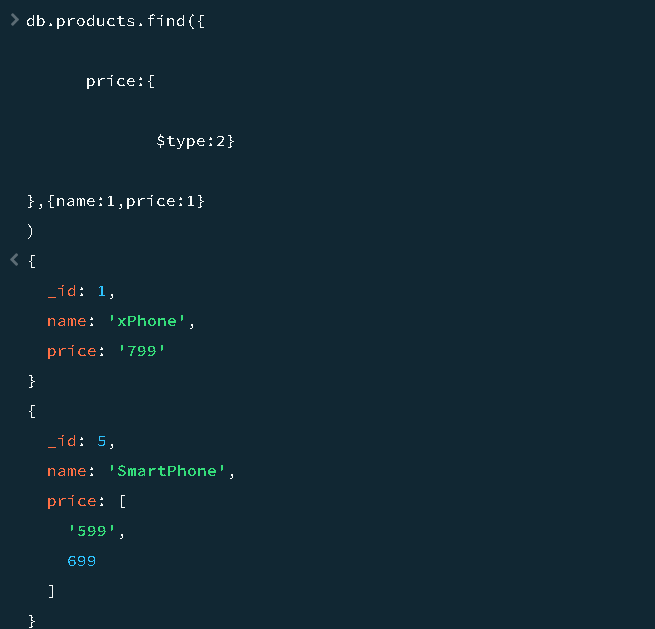 > db.products.find({
price:{
$type:2}
},{name:1,price:1}
)
< {
_id: 1,
name: 'xPhone',
price: '799'
}
{
_id: 5,
name: 'SmartPhone',
price: [
'599',
699
]
}